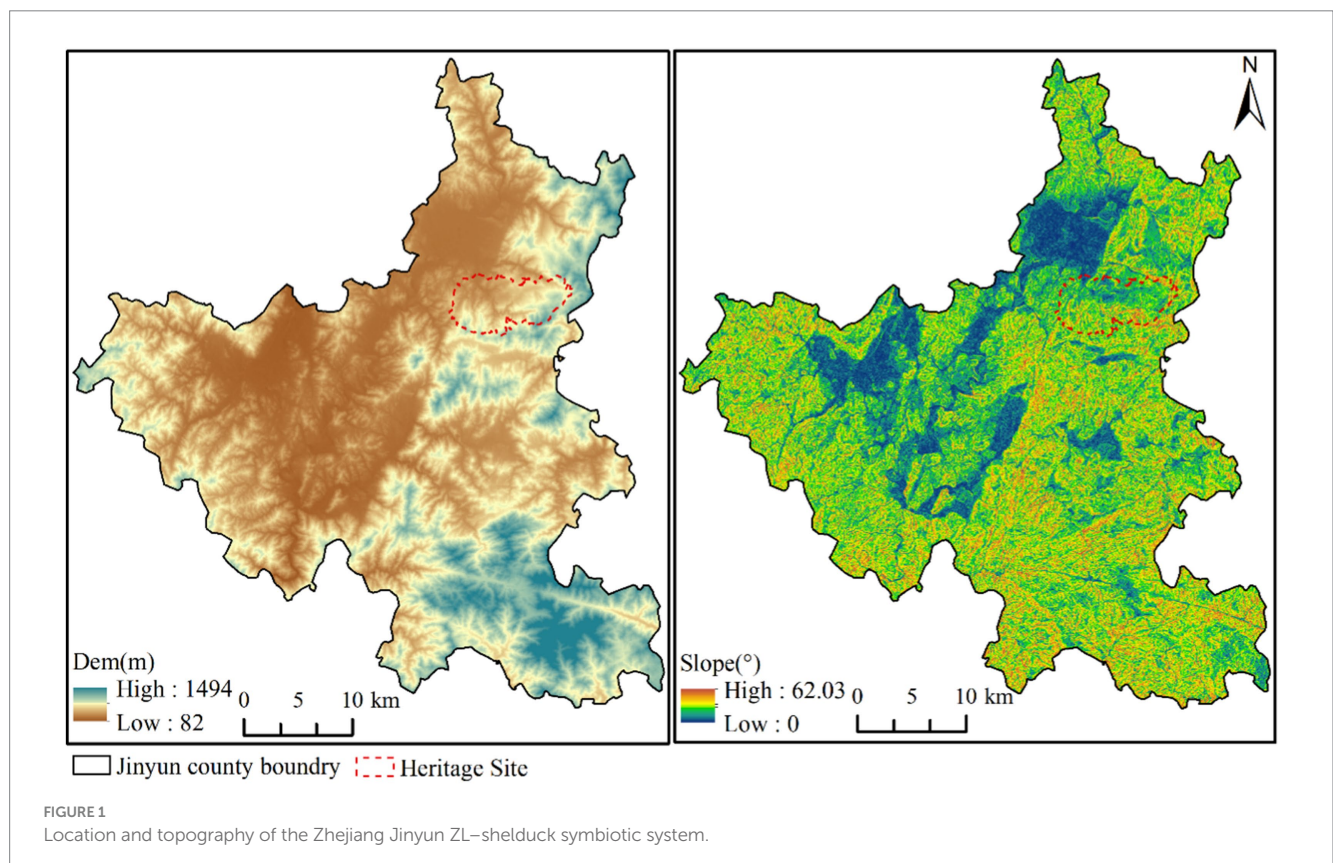 N
Dem(m)
High : 1494
Low : 82
0 5 10 km
Slope(°)
High : 62.03
Low : 0
0 5 10 km
Jinyun county boundry
Heritage Site
FIGURE 1
Location and topography of the Zhejiang Jinyun ZL–shelduck symbiotic system.